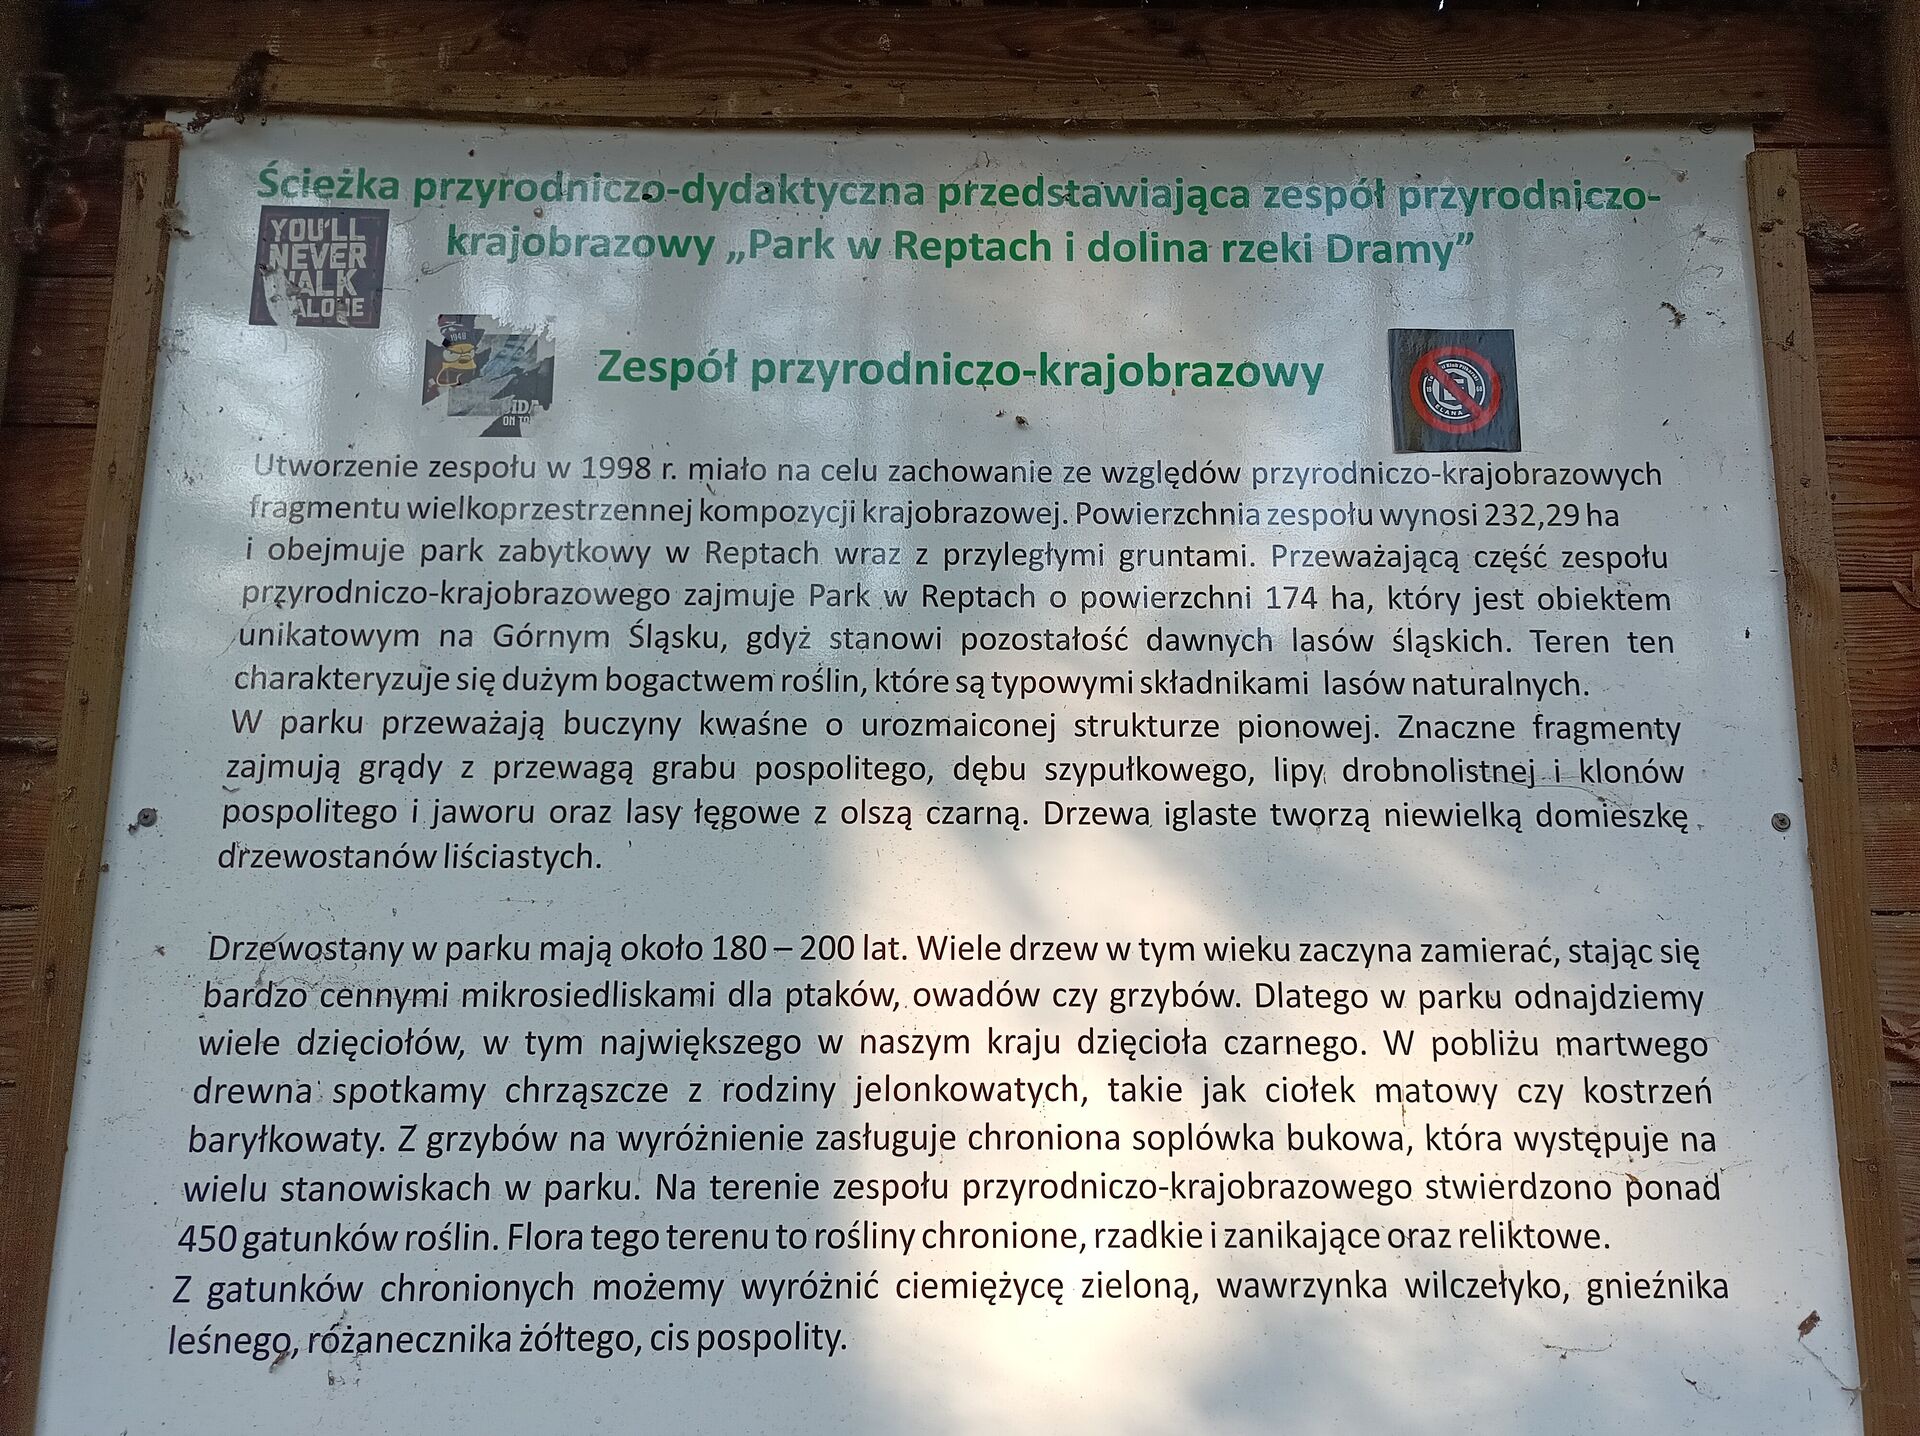 Ścieżka przyrodniczo-dydaktyczna przedstawiająca zespół przyrodniczo-
krajobrazowy „Park w Reptach i dolina rzeki Dramy”
YOU'LL
NEVER
WALK
ALONE
1948
ON
Zespół przyrodniczo-krajobrazowy
ELANA
Utworzenie zespołu w 1998 r. miało na celu zachowanie ze względów przyrodniczo-krajobrazowych
fragmentu wielkoprzestrzennej kompozycji krajobrazowej. Powierzchnia zespołu wynosi 232,29 ha
i obejmuje park zabytkowy w Reptach wraz z przyległymi gruntami. Przeważającą część zespołu
przyrodniczo-krajobrazowego zajmuje Park w Reptach o powierzchni 174 ha, który jest obiektem
unikatowym na Górnym Śląsku, gdyż stanowi pozostałość dawnych lasów śląskich. Teren ten
charakteryzuje się dużym bogactwem roślin, które są typowymi składnikami lasów naturalnych.
W parku przeważają buczyny kwaśne o urozmaiconej strukturze pionowej. Znaczne fragmenty
zajmują grądy z przewagą grabu pospolitego, dębu szypułkowego, lipy drobnolistnej i klonów
pospolitego i jaworu oraz lasy łęgowe z olszą czarną. Drzewa iglaste tworzą niewielką domieszkę
drzewostanów liściastych.
Drzewostany w parku mają około 180 – 200 lat. Wiele drzew w tym wieku zaczyna zamierać, stając się
bardzo cennymi mikrosiedliskami dla ptaków, owadów czy grzybów. Dlatego w parku odnajdziemy
wiele dzięciołów, w tym największego w naszym kraju dzięcioła czarnego. W pobliżu martwego
drewna spotkamy chrząszcze z rodziny jelonkowatych, takie jak ciołek matowy czy kostrzeń
baryłkowaty. Z grzybów na wyróżnienie zasługuje chroniona soplówka bukowa, która występuje na
wielu stanowiskach w parku. Na terenie zespołu przyrodniczo-krajobrazowego stwierdzono ponad
450 gatunków roślin. Flora tego terenu to rośliny chronione, rzadkie i zanikające oraz reliktowe.
Z gatunków chronionych możemy wyróżnić ciemiężycę zieloną, wawrzynka wilczełyko, gnieźnika
leśnego, różanecznika żółtego, cis pospolity.